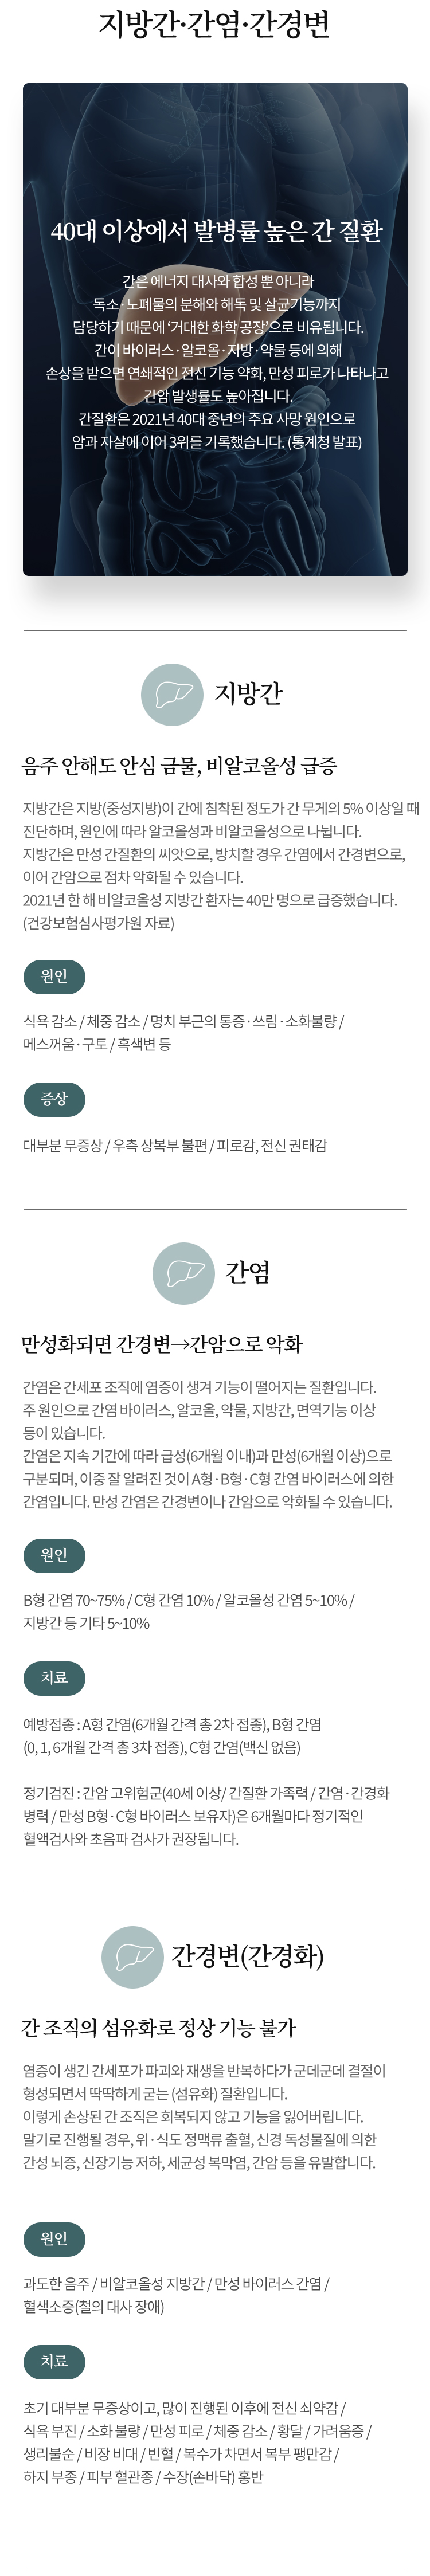 지방간·간염·간경변
40대 이상에서 발병률 높은 간 질환
간은 에너지 대사와 합성 뿐 아니라
독소·노폐물의 분해와 해독 및 살균기능까지
담당하기 때문에 ‘거대한 화학 공장’으로 비유됩니다.
간이 바이러스·알코올·지방·약물 등에 의해
손상을 받으면 연쇄적인 전신 기능 약화, 만성 피로가 나타나고
간암 발생률도 높아집니다.
간질환은 2021년 40대 중년의 주요 사망 원인으로
암과 자살에 이어 3위를 기록했습니다. (통계청 발표)
지방간
음주 안해도 안심 금물, 비알코올성 급증
지방간은 지방(중성지방)이 간에 침착된 정도가 간 무게의 5% 이상일 때
진단하며, 원인에 따라 알코올성과 비알코올성으로 나뉩니다.
지방간은 만성 간질환의 씨앗으로, 방치할 경우 간염에서 간경변으로,
이어 간암으로 점차 악화될 수 있습니다.
2021년 한 해 비알코올성 지방간 환자는 40만 명으로 급증했습니다.
(건강보험심사평가원 자료)
원인
식욕 감소 / 체중 감소 / 명치 부근의 통증·쓰림·소화불량 /
메스꺼움·구토 / 흑색변 등
증상
대부분 무증상 / 우측 상복부 불편 / 피로감, 전신 권태감
간염
만성화되면 간경변→간암으로 악화
간염은 간세포 조직에 염증이 생겨 기능이 떨어지는 질환입니다.
주 원인으로 간염 바이러스, 알코올, 약물, 지방간, 면역기능 이상
등이 있습니다.
간염은 지속 기간에 따라 급성(6개월 이내)과 만성(6개월 이상)으로
구분되며, 이중 잘 알려진 것이 A형·B형·C형 간염 바이러스에 의한
간염입니다. 만성 간염은 간경변이나 간암으로 악화될 수 있습니다.
원인
B형 간염 70~75% / C형 간염 10% / 알코올성 간염 5~10% /
지방간 등 기타 5~10%
치료
예방접종 : A형 간염(6개월 간격 총 2차 접종), B형 간염
(0, 1, 6개월 간격 총 3차 접종), C형 간염(백신 없음)
정기검진 : 간암 고위험군(40세 이상/ 간질환 가족력 / 간염·간경화
병력 / 만성 B형·C형 바이러스 보유자)은 6개월마다 정기적인
혈액검사와 초음파 검사가 권장됩니다.
간경변(간경화)
간 조직의 섬유화로 정상 기능 불가
염증이 생긴 간세포가 파괴와 재생을 반복하다가 군데군데 결절이
형성되면서 딱딱하게 굳는 (섬유화) 질환입니다.
이렇게 손상된 간 조직은 회복되지 않고 기능을 잃어버립니다.
말기로 진행될 경우, 위·식도 정맥류 출혈, 신경 독성물질에 의한
간성 뇌증, 신장기능 저하, 세균성 복막염, 간암 등을 유발합니다.
원인
과도한 음주 / 비알코올성 지방간 / 만성 바이러스 간염 /
혈색소증(철의 대사 장애)
치료
초기 대부분 무증상이고, 많이 진행된 이후에 전신 쇠약감 /
식욕 부진 / 소화 불량 / 만성 피로 / 체중 감소 / 황달 / 가려움증 /
생리불순 / 비장 비대 / 빈혈 / 복수가 차면서 복부 팽만감 /
하지 부종 / 피부 혈관종 / 수장(손바닥) 홍반